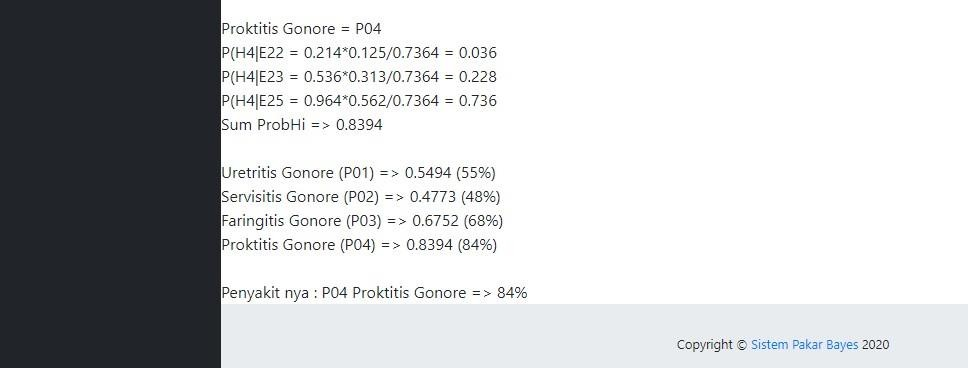 Proktitis Gonore = P04
P(H4|E22 = 0.214*0.125/0.7364 = 0.036
P(H4|E23 = 0.536*0.313/0.7364 = 0.228
P(H4|E25 = 0.964*0.562/0.7364 = 0.736
Sum ProbHi => 0.8394
Uretritis Gonore (P01) => 0.5494 (55%)
Servisitis Gonore (P02) => 0.4773 (48%)
Faringitis Gonore (P03) => 0.6752 (68%)
Proktitis Gonore (P04) => 0.8394 (84%)
Penyakit nya : P04 Proktitis Gonore => 84%
Copyright © Sistem Pakar Bayes 2020